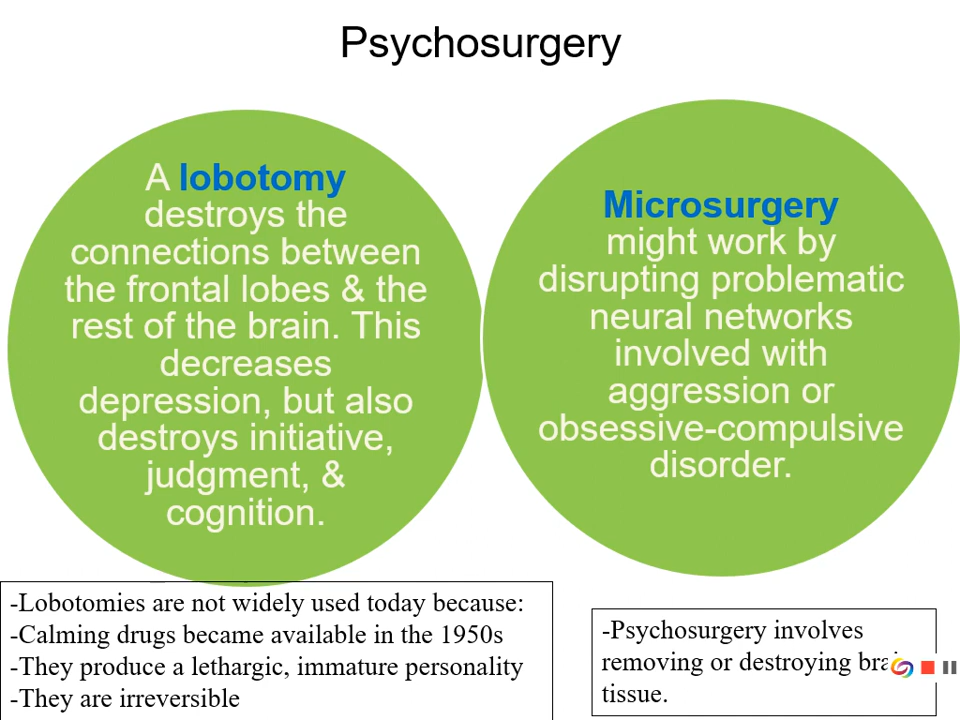 Psychosurgery
A lobotomy
destroys the
connections between
the frontal lobes & the
rest of the brain. This
decreases
depression, but also
destroys initiative,
judgment, &
cognition.
Microsurgery
might work by
disrupting problematic
neural networks
involved with
aggression or
obsessive-compulsive
disorder.
-Lobotomies are not widely used today because:
-Calming drugs became available in the 1950s
-They produce a lethargic, immature personality
-They are irreversible
-Psychosurgery involves
removing or destroying brain
tissue.